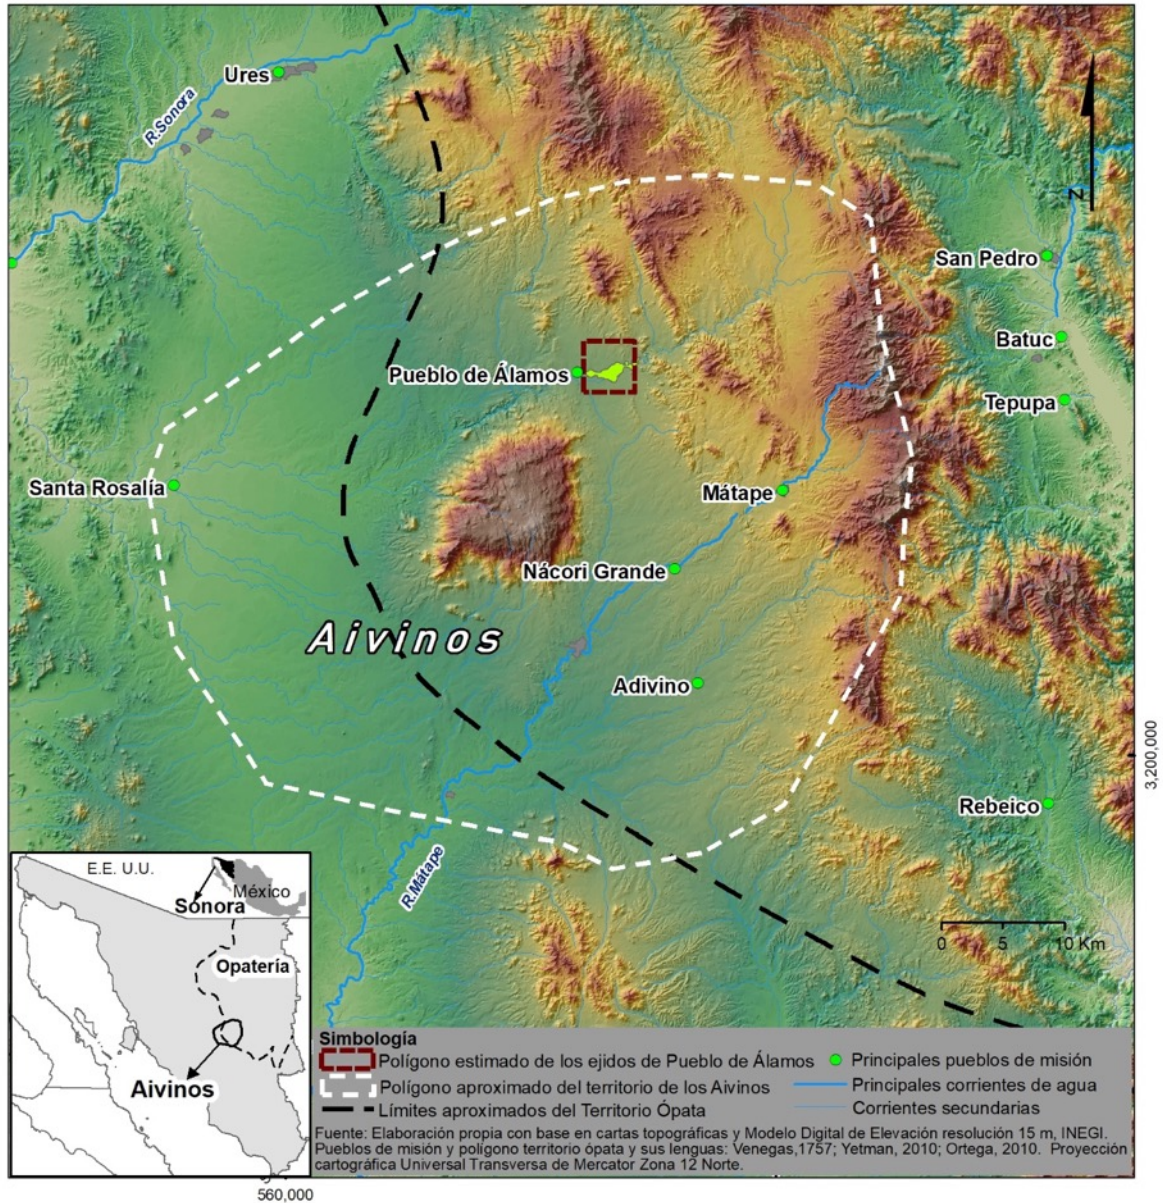 Ures
R.Sonora
N
San Pedro
Batuc
Pueblo de Álamos
Tepupa
Santa Rosalía
Mátape
Nácori Grande
Aivinos
Adivino
3,200,000
Rebeico
R.Mátape
E.E. U.U.
México
Sonora
Opatería
Aivinos
0 5 10 Km
Simbología
Polígono estimado de los ejidos de Pueblo de Álamos
Principales pueblos de misión
Polígono aproximado del territorio de los Aivinos
Principales corrientes de agua
Límites aproximados del Territorio Ópata
Corrientes secundarias
Fuente: Elaboración propia con base en cartas topográficas y Modelo Digital de Elevación resolución 15 m, INEGI.
Pueblos de misión y polígono territorio ópata y sus lenguas: Venegas,1757; Yetman, 2010; Ortega, 2010. Proyección
cartográfica Universal Transversa de Mercator Zona 12 Norte.
560,000